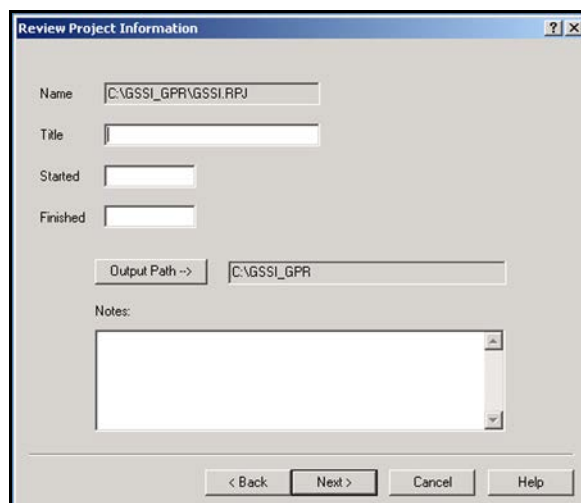 Review Project Information
Name C:\GSSI_GPR\GSSI.RPJ
Title
Started
Finished
Output Path --> C:\GSSI_GPR
Notes:
< Back Next > Cancel Help